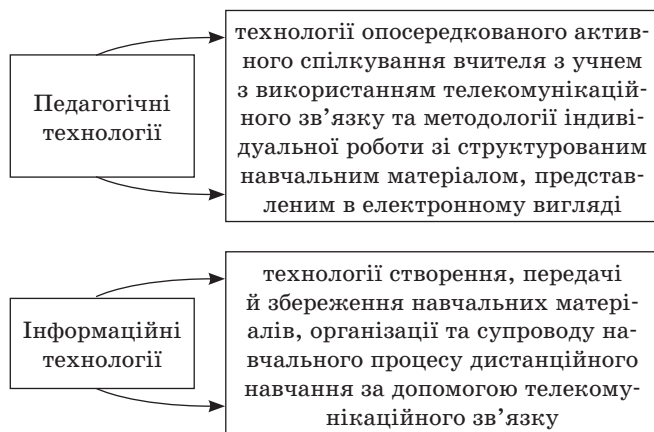 Педагогічні
технології
технології опосередкованого актив-
ного спілкування вчителя з учнем
з використанням телекомунікацій-
ного зв’язку та методології індиві-
дуальної роботи зі структурованим
навчальним матеріалом, представ-
леним в електронному вигляді
Інформаційні
технології
технології створення, передачі
й збереження навчальних матері-
алів, організації та супроводу на-
вчального процесу дистанційного
навчання за допомогою телекому-
нікаційного зв’язку